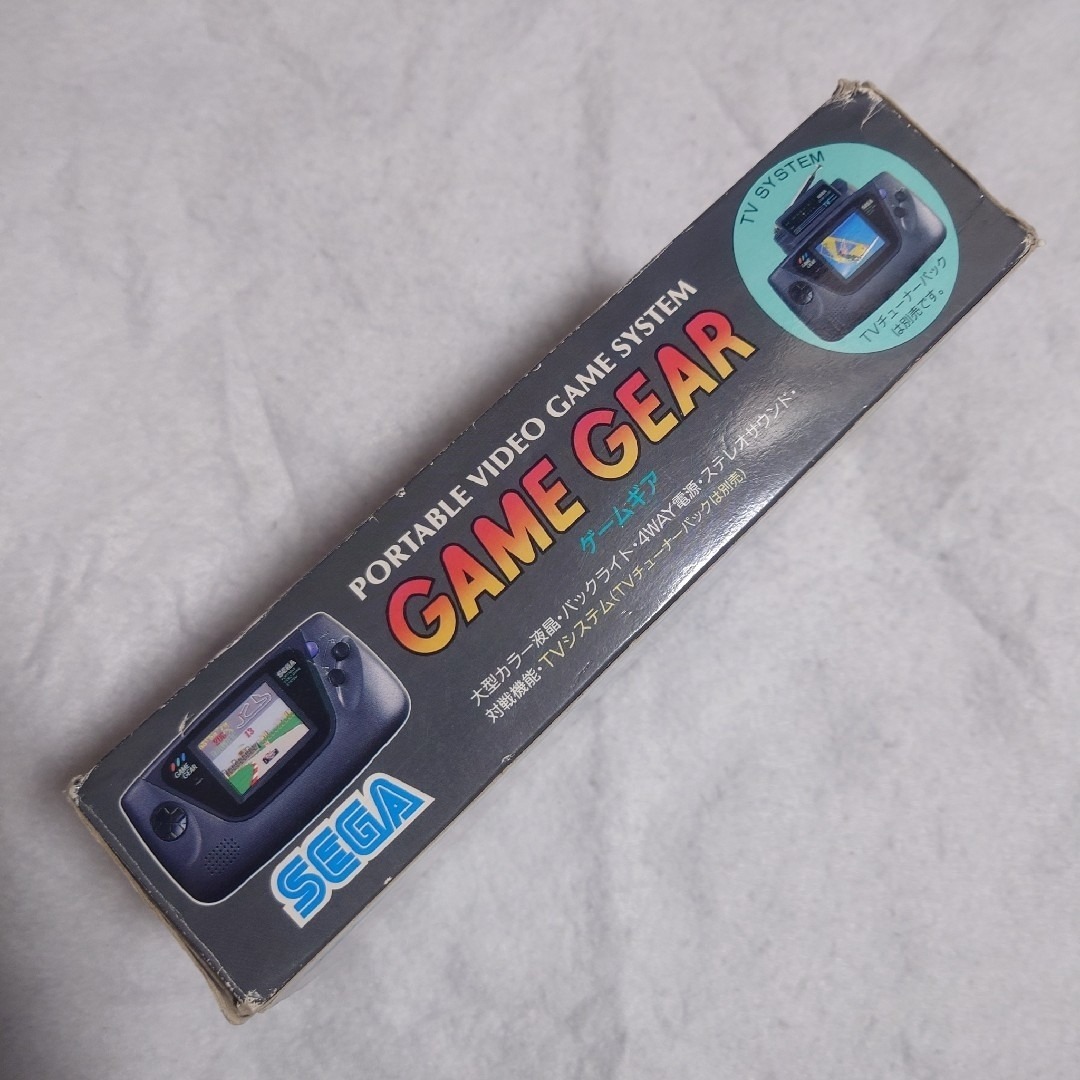 TV SYSTEM
TVチューナーパック
は別売です。
PORTABLE VIDEO GAME SYSTEM
GAME GEAR
ゲームギア
大型カラー液晶・バックライト・4WAY電源・ステレオサウンド・
対戦機能・TVシステム(TVチューナーパックは別売)
SEGA
GAME
GEAR
SEGA